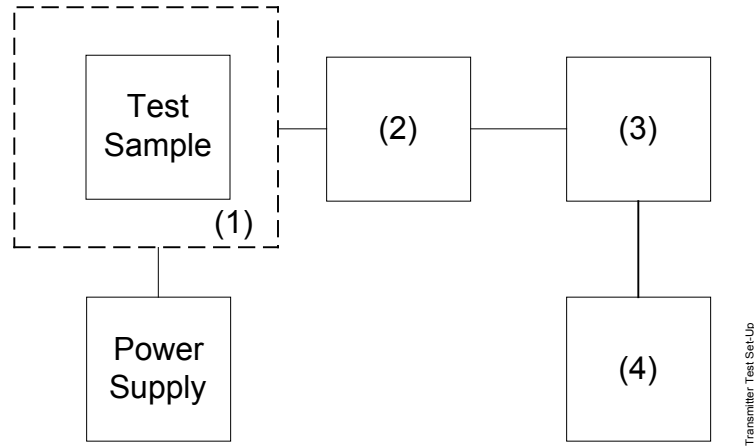 Test
Sample
(1)
(2)
(3)
Power
Supply
(4)
Transmitter Test Set-Up